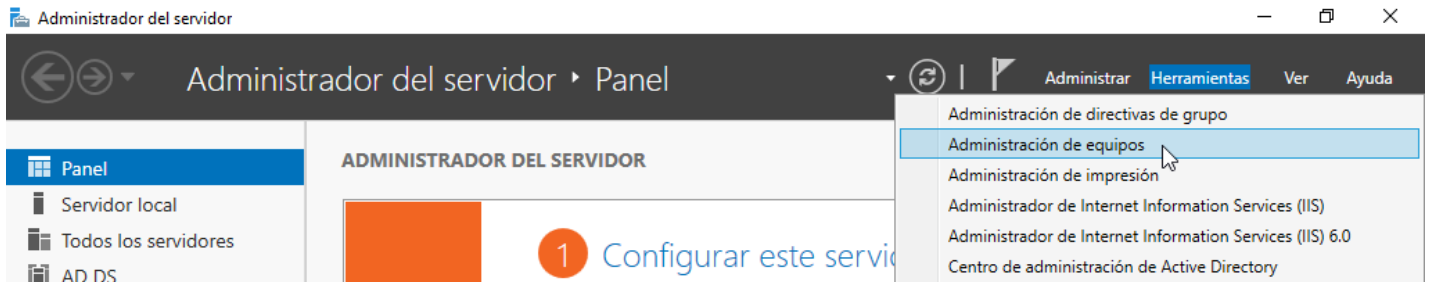 Administrador del servidor
Administrador del servidor ‣ Panel
Administrar Herramientas Ver Ayuda
Administración de directivas de grupo
Administración de equipos
Administración de impresión
Administrador de Internet Information Services (IIS)
Administrador de Internet Information Services (IIS) 6.0
Centro de administración de Active Directory
Panel
Servidor local
Todos los servidores
AD DS
ADMINISTRADOR DEL SERVIDOR
1 Configurar este